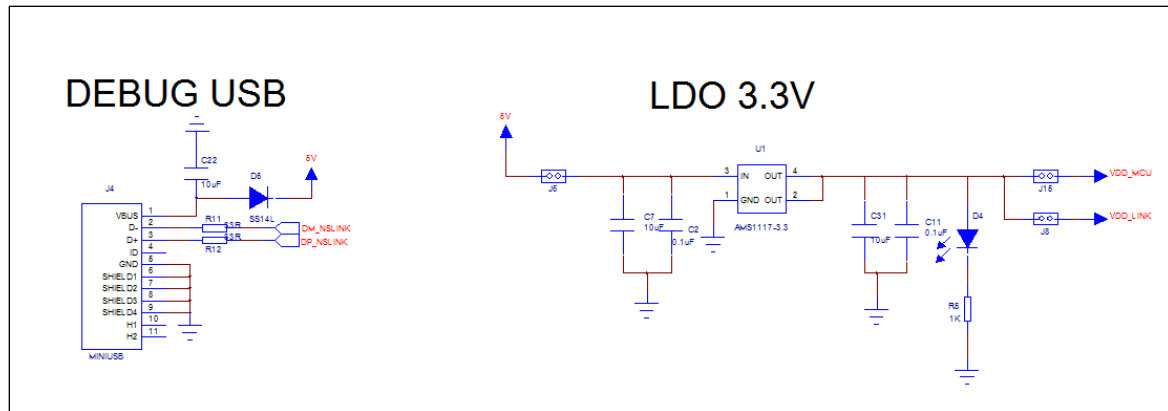 DEBUG USB
C22
10uF
D5
SS14L
5V
J4
VBUS 1
D- 2
D+ 3
ID 4
GND 5
SHIELD1 6
SHIELD2 7
SHIELD3 8
SHIELD4 9
H1 10
H2 11
MINIUSB
R11
33R
33R
R12
DM_NSLINK
DP_NSLINK
LDO 3.3V
5V
J6
C7
10uF
C2
0.1uF
U1
3 IN OUT 4
1 GND OUT 2
AMS1117-3.3
C31
10uF
C11
0.1uF
D4
R5
1K
J15
VDD_MCU
J8
VDD_LINK